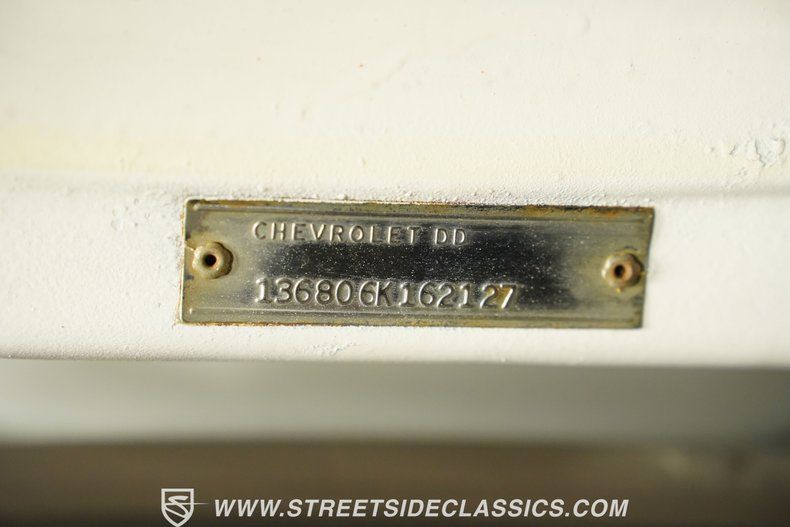 CHEVROLET DD
136806K162127
WWW.STREETSIDECLASSICS.COM